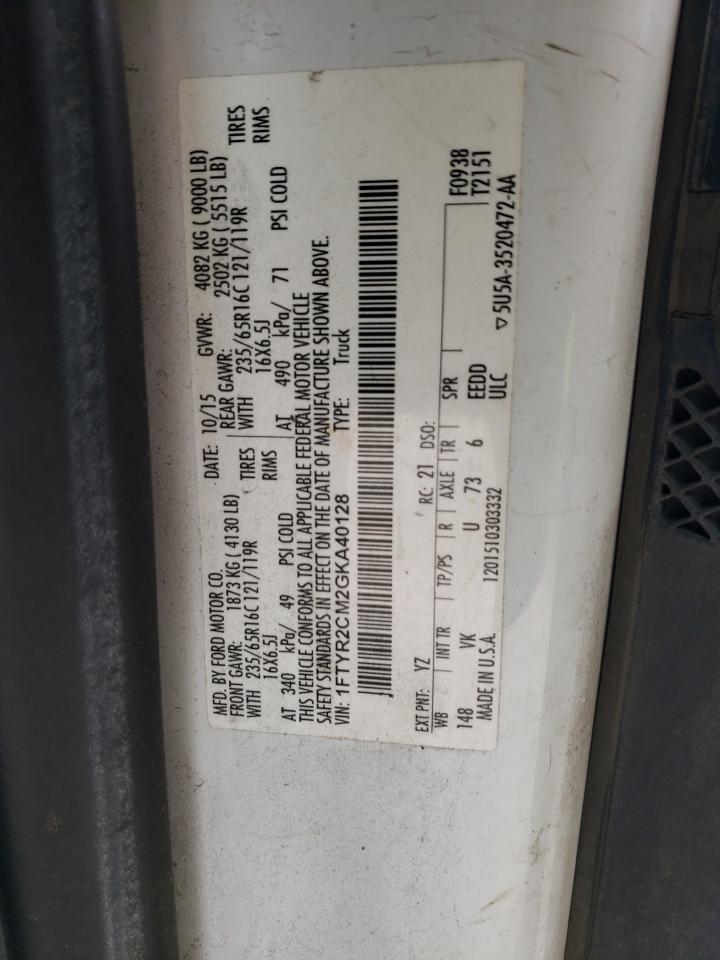 MFD. BY FORD MOTOR CO. DATE: 10/15 GVWR: 4082 KG ( 9000 LB)
FRONT GAWR: 1873 KG ( 4130 LB) REAR GAWR: 2502 KG ( 5515 LB)
WITH 235/65R16C 121/119R TIRES WITH 235/65R16C 121/119R TIRES
16X6.5J RIMS 16X6.5J RIMS
AT 340 kPa/ 49 PSI COLD AT 490 kPa/ 71 PSI COLD
THIS VEHICLE CONFORMS TO ALL APPLICABLE FEDERAL MOTOR VEHICLE
SAFETY STANDARDS IN EFFECT ON THE DATE OF MANUFACTURE SHOWN ABOVE.
VIN: 1FTYR2CM2GKA40128 TYPE: Truck
EXT PNT: YZ RC: 21 DSO: F0938
WB INT TR TP/PS R AXLE TR SPR T2151
148 VK U 73 6 EEDD
MADE IN U.S.A. 1201510303332 ULC ▽5U5A-3520472-AA